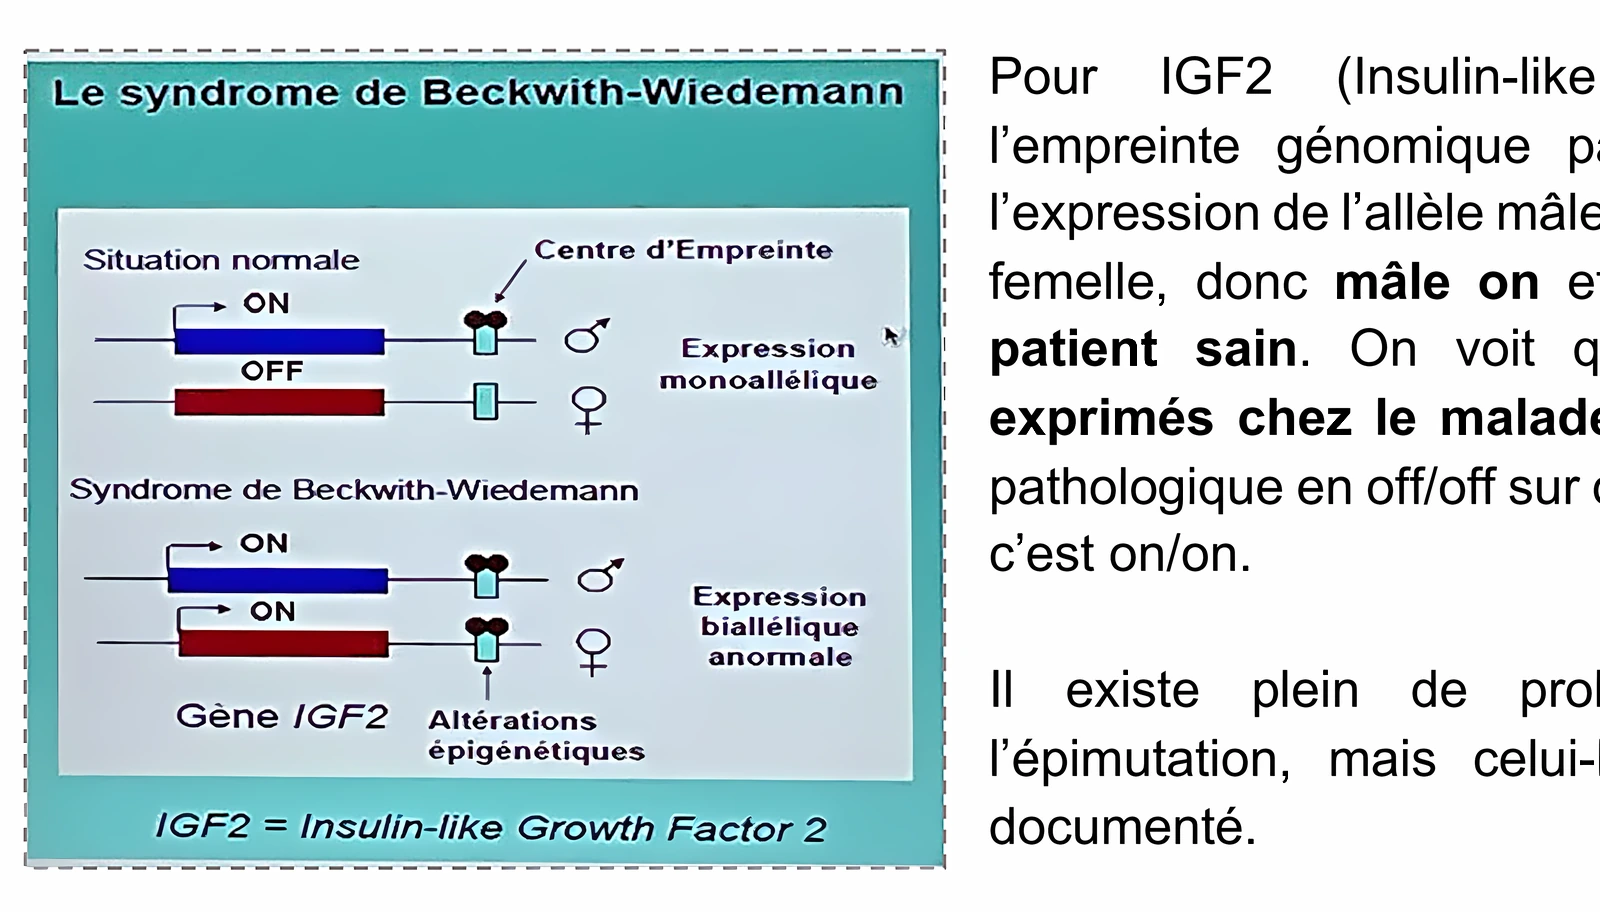 Le syndrome de Beckwith-Wiedemann
Situation normale
Centre d'Empreinte
ON
OFF
Expression
monoallélique
Syndrome de Beckwith-Wiedemann
ON
ON
Expression
biallélique
anormale
Gène IGF2
Altérations
épigénétiques
IGF2 = Insulin-like Growth Factor 2
Pour IGF2 (Insulin-like
l’empreinte génomique
l’expression de l’allèle mâle
femelle, donc mâle on
patient sain. On voit
exprimés chez le malade
pathologique en off/off sur
c’est on/on.
Il existe plein de
l’épimutation, mais
documenté.